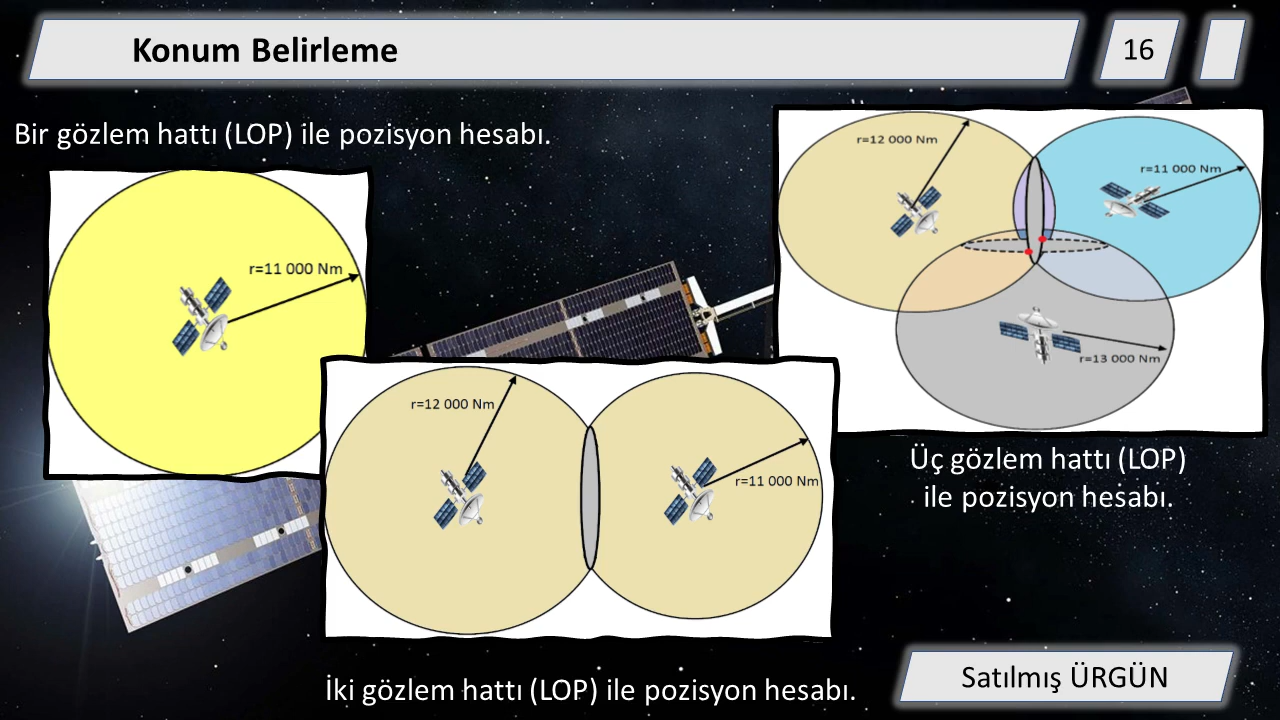 Konum Belirleme
16
Bir gözlem hattı (LOP) ile pozisyon hesabı.
r=11 000 Nm
r=12 000 Nm
r=11 000 Nm
İki gözlem hattı (LOP) ile pozisyon hesabı.
r=12 000 Nm
r=11 000 Nm
r=13 000 Nm
Üç gözlem hattı (LOP)
ile pozisyon hesabı.
Satılmış ÜRGÜN